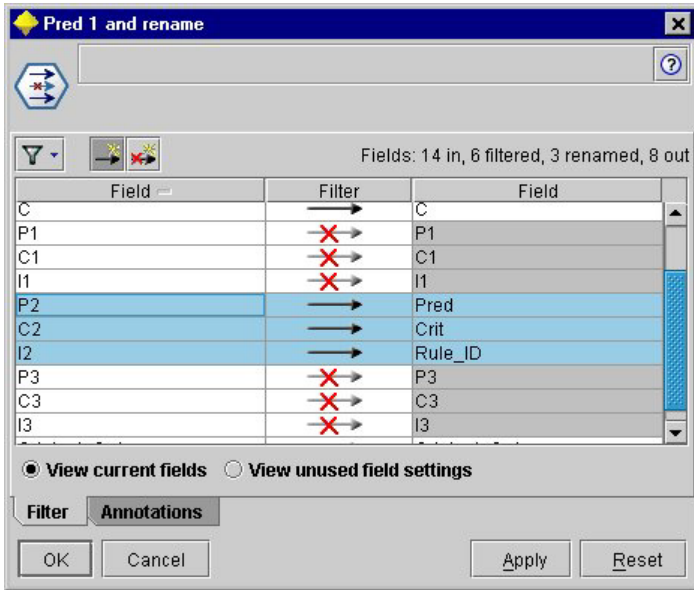 Pred 1 and rename
Fields: 14 in, 6 filtered, 3 renamed, 8 out
Field Filter Field
C C
P1 P1
C1 C1
I1 I1
P2 Pred
C2 Crit
I2 Rule_ID
P3 P3
C3 C3
I3 I3
View current fields View unused field settings
Filter Annotations
OK Cancel Apply Reset